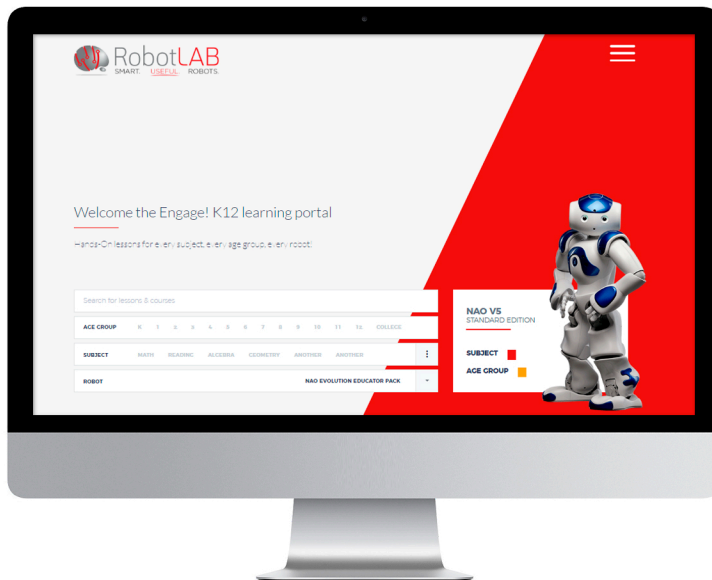 RobotLAB
SMART. USEFUL. ROBOTS.
Welcome the Engage! K12 learning portal
Hands-On lessons for every subject, every age group, every robot!
Search for lessons & courses
AGE GROUP K 1 2 3 4 5 6 7 8 9 10 11 12 COLLEGE
SUBJECT MATH READING ALGEBRA GEOMETRY ANOTHER ANOTHER
ROBOT NAO EVOLUTION EDUCATOR PACK
NAO V5
STANDARD EDITION
SUBJECT
AGE GROUP